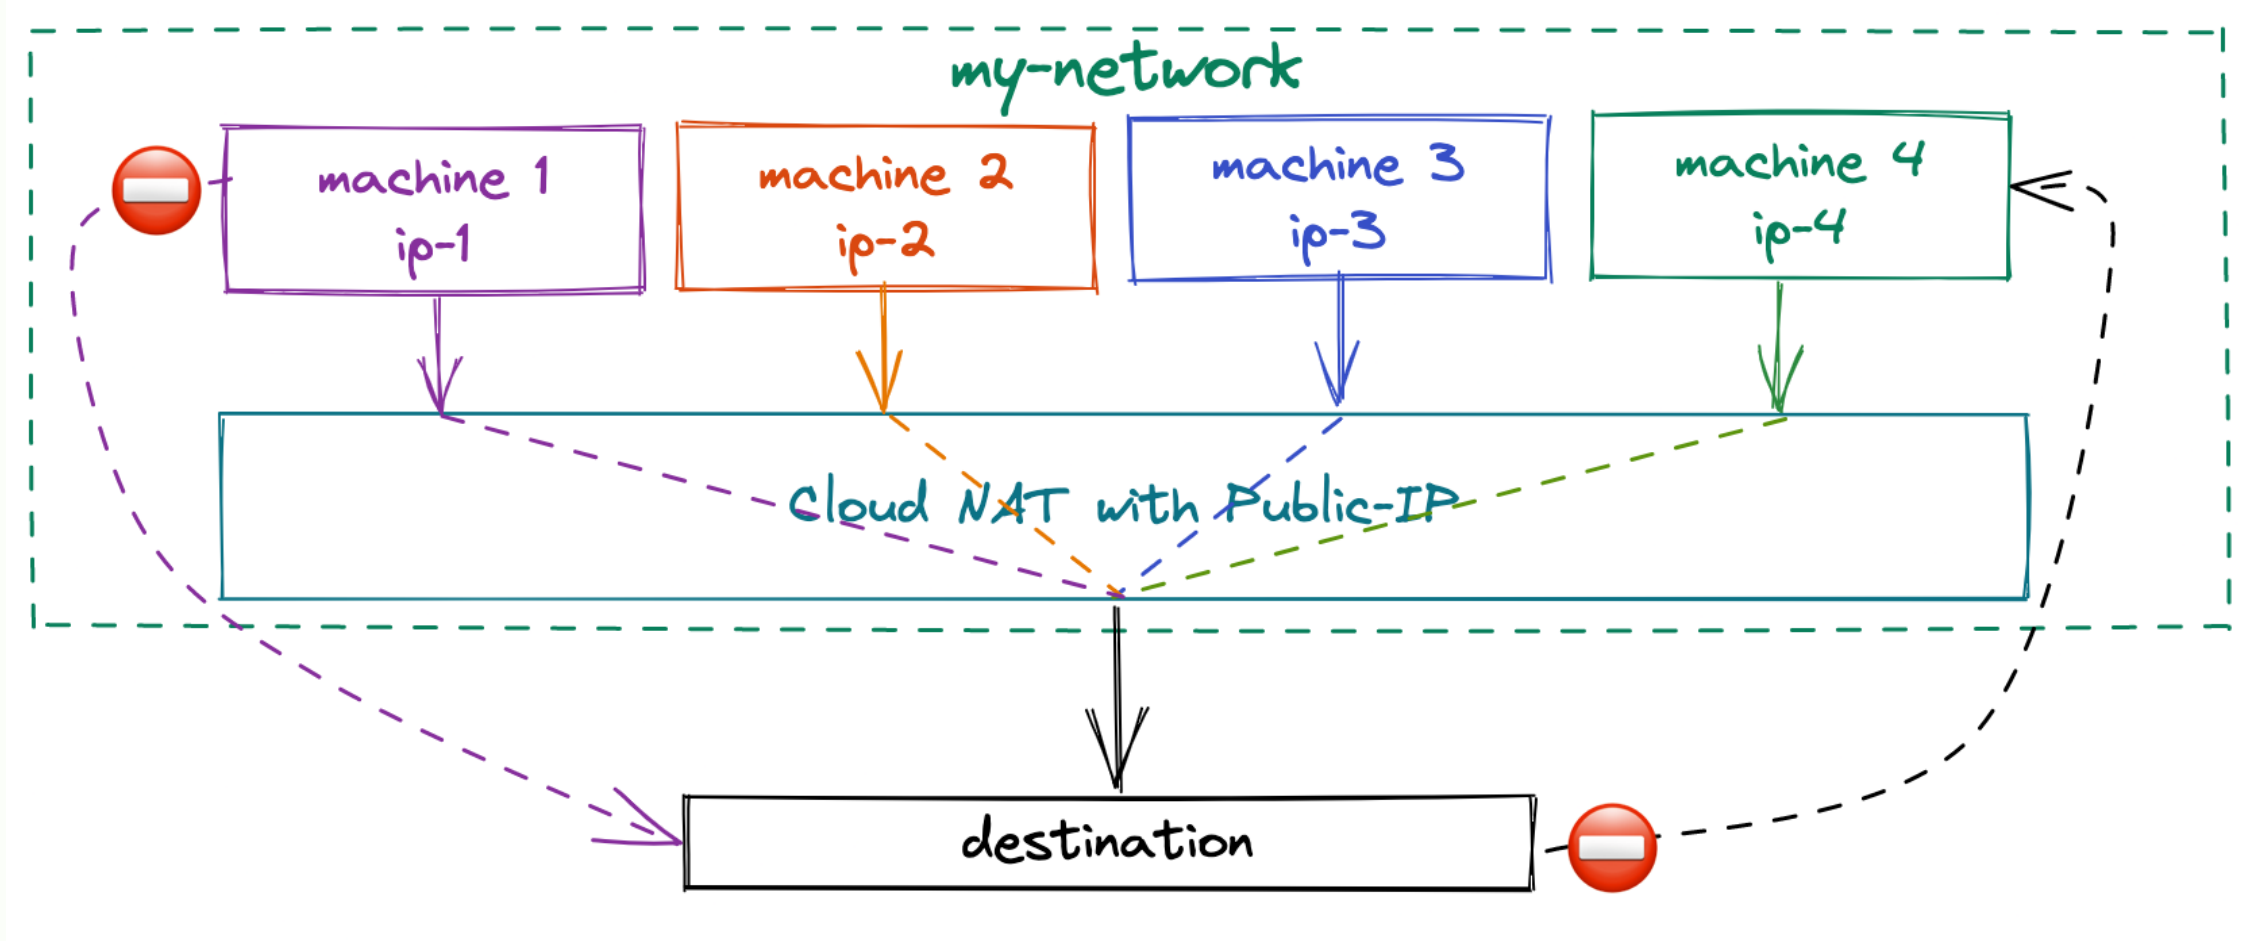 my-network
machine 1
ip-1
machine 2
ip-2
machine 3
ip-3
machine 4
ip-4
Cloud NAT with Public-IP
destination